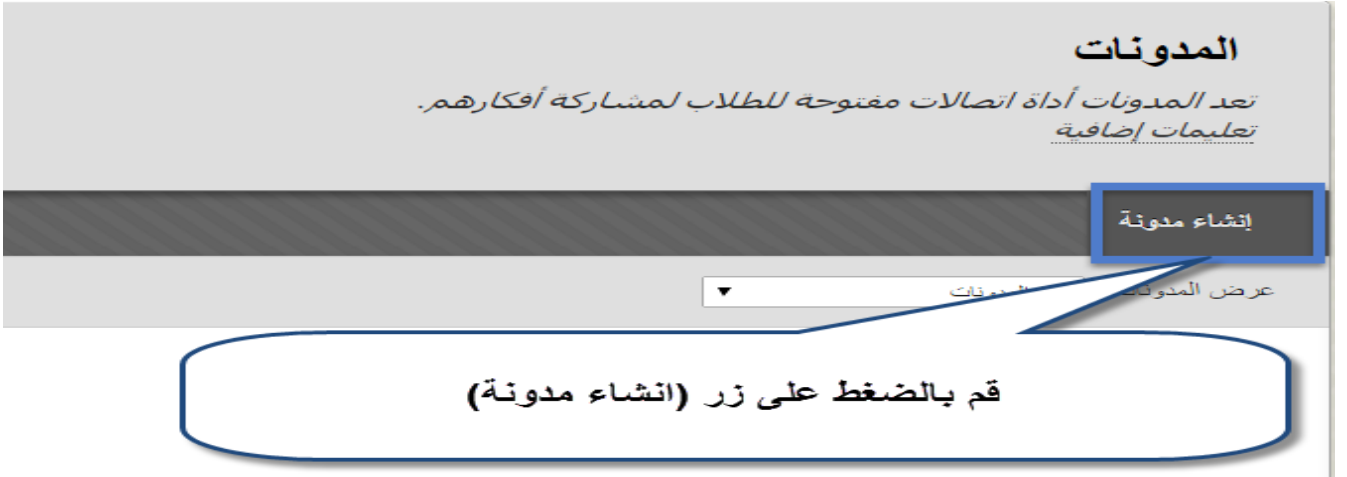 المدونات
تعد المدونات أداة اتصالات مفتوحة للطلاب لمشاركة أفكارهم.
تعليمات إضافية
إنشاء مدونة
عرض
قم بالضغط على زر (انشاء مدونة)